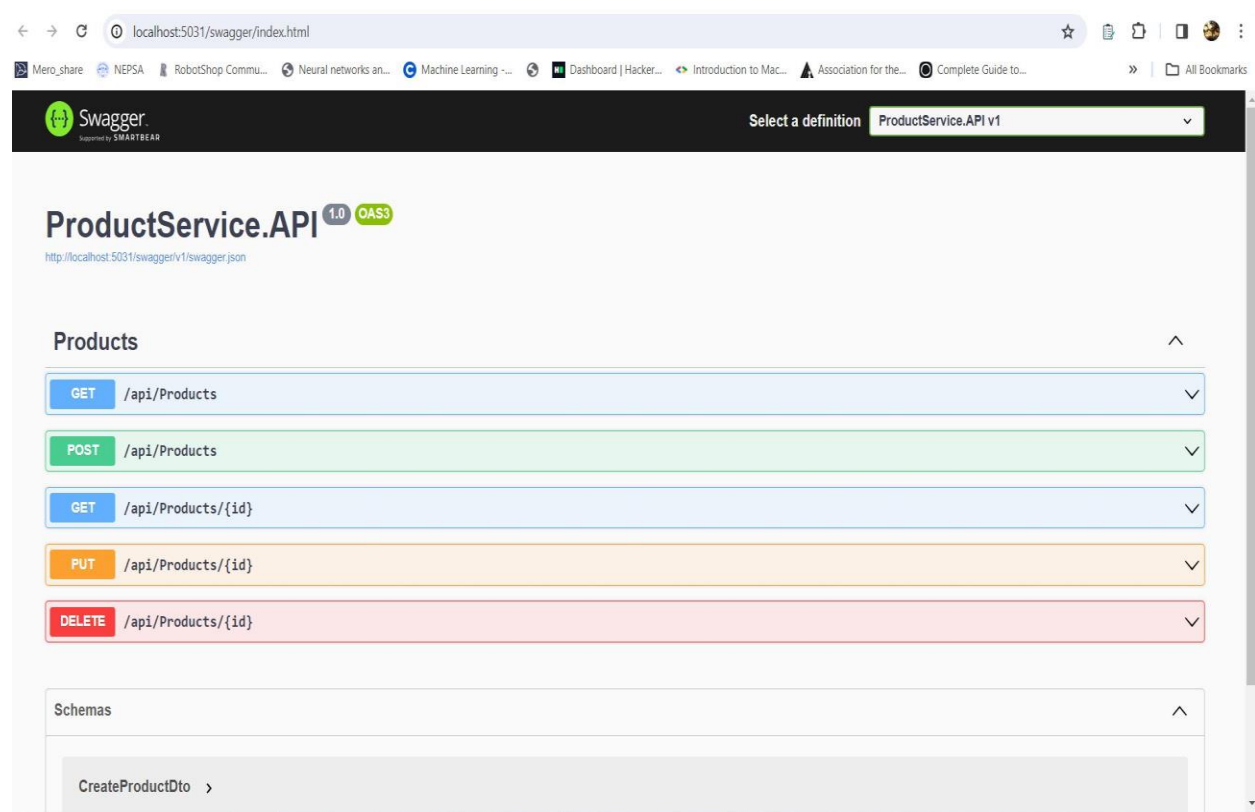 localhost:5031/swagger/index.html
Mero_share NEPSA RobotShop Commu... Neural networks an... Machine Learning -... Dashboard | Hacker... Introduction to Mac... Association for the... Complete Guide to... » All Bookmarks
Swagger.
Supported by SMARTBEAR
Select a definition ProductService.API v1
ProductService.API 1.0 OAS3
http://localhost:5031/swagger/v1/swagger.json
Products
GET /api/Products
POST /api/Products
GET /api/Products/{id}
PUT /api/Products/{id}
DELETE /api/Products/{id}
Schemas
CreateProductDto